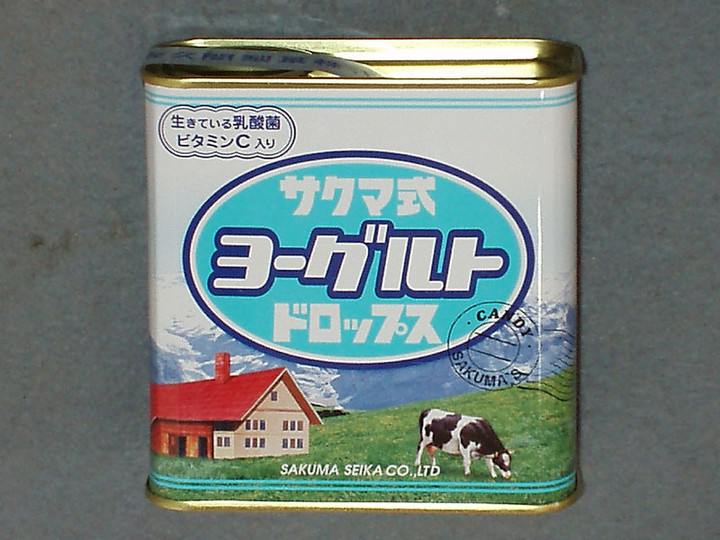 生きている乳酸菌
ビタミンC入り
サクマ式
ヨーグルト
ドロップス
・CANDY・
SAKUMA'S
SAKUMA SEIKA CO.,LTD